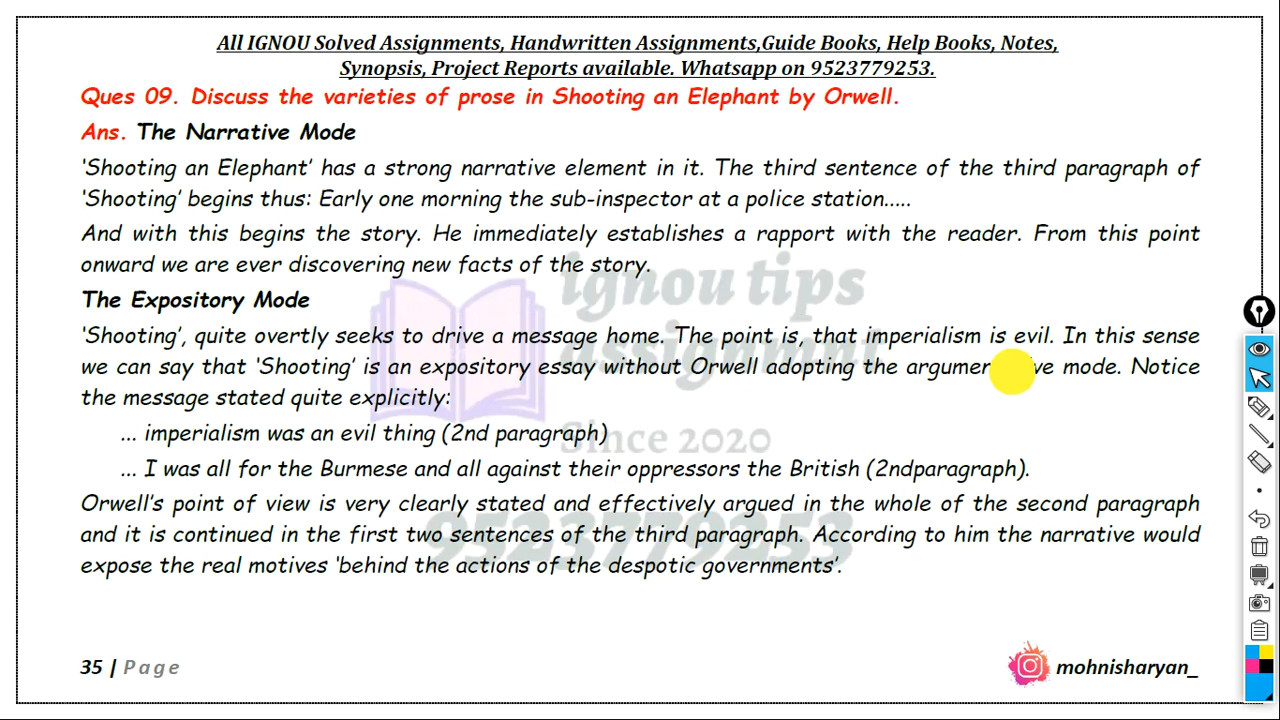 All IGNOU Solved Assignments, Handwritten Assignments,Guide Books, Help Books, Notes,
Synopsis, Project Reports available. Whatsapp on 9523779253.
Ques 09. Discuss the varieties of prose in Shooting an Elephant by Orwell.
Ans. The Narrative Mode
‘Shooting an Elephant’ has a strong narrative element in it. The third sentence of the third paragraph of
‘Shooting’ begins thus: Early one morning the sub-inspector at a police station.....
And with this begins the story. He immediately establishes a rapport with the reader. From this point
onward we are ever discovering new facts of the story.
The Expository Mode
‘Shooting’, quite overtly seeks to drive a message home. The point is, that imperialism is evil. In this sense
we can say that ‘Shooting’ is an expository essay without Orwell adopting the mode. Notice
the message stated quite explicitly:
... imperialism was an evil thing (2nd paragraph)
... I was all for the Burmese and all against their oppressors the British (2ndparagraph).
Orwell’s point of view is very clearly stated and effectively argued in the whole of the second paragraph
and it is continued in the first two sentences of the third paragraph. According to him the narrative would
expose the real motives 'behind the actions of the despotic governments'.
ignou tips
assignmnt
Since 2020
9523779253
35 | Page
mohnisharyan_